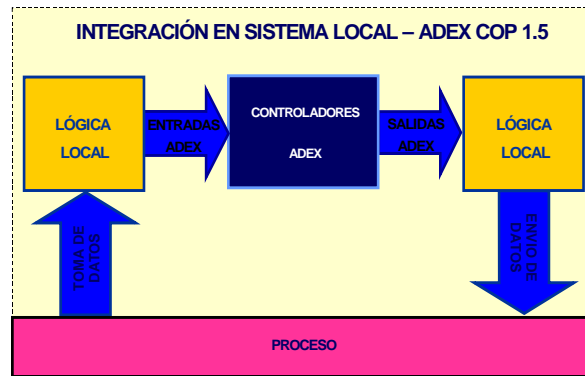 INTEGRACIÓN EN SISTEMA LOCAL – ADEX COP 1.5
LÓGICA
LOCAL
ENTRADAS
ADEX
CONTROLADORES
ADEX
SALIDAS
ADEX
LÓGICA
LOCAL
TOMA DE
DATOS
ENVIO DE
DATOS
PROCESO